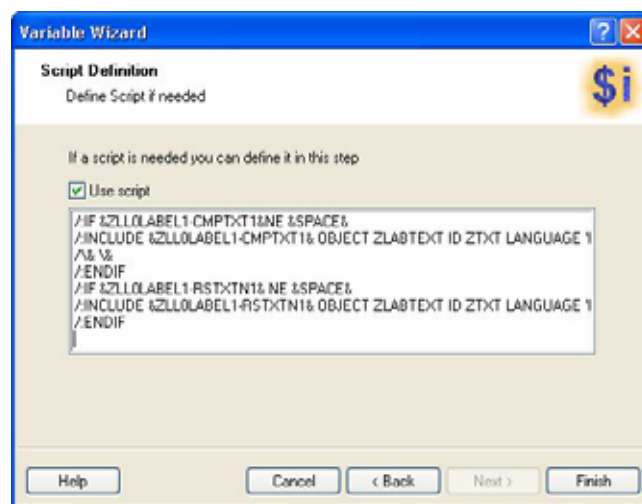 Variable Wizard
Script Definition
Define Script if needed
$i
If a script is needed you can define it in this step
Use script
/:IF &ZLL0LABEL1-CMPTXT1&NE &SPACE&
/:INCLUDE &ZLL0LABEL1-CMPTXT1& OBJECT ZLABTEXT ID ZTXT LANGUAGE '1
/:ENDIF
/:IF &ZLL0LABEL1-RSTXTN1& NE &SPACE&
/:INCLUDE &ZLL0LABEL1-RSTXTN1& OBJECT ZLABTEXT ID ZTXT LANGUAGE '1
/:ENDIF
Help
Cancel
< Back
Next >
Finish